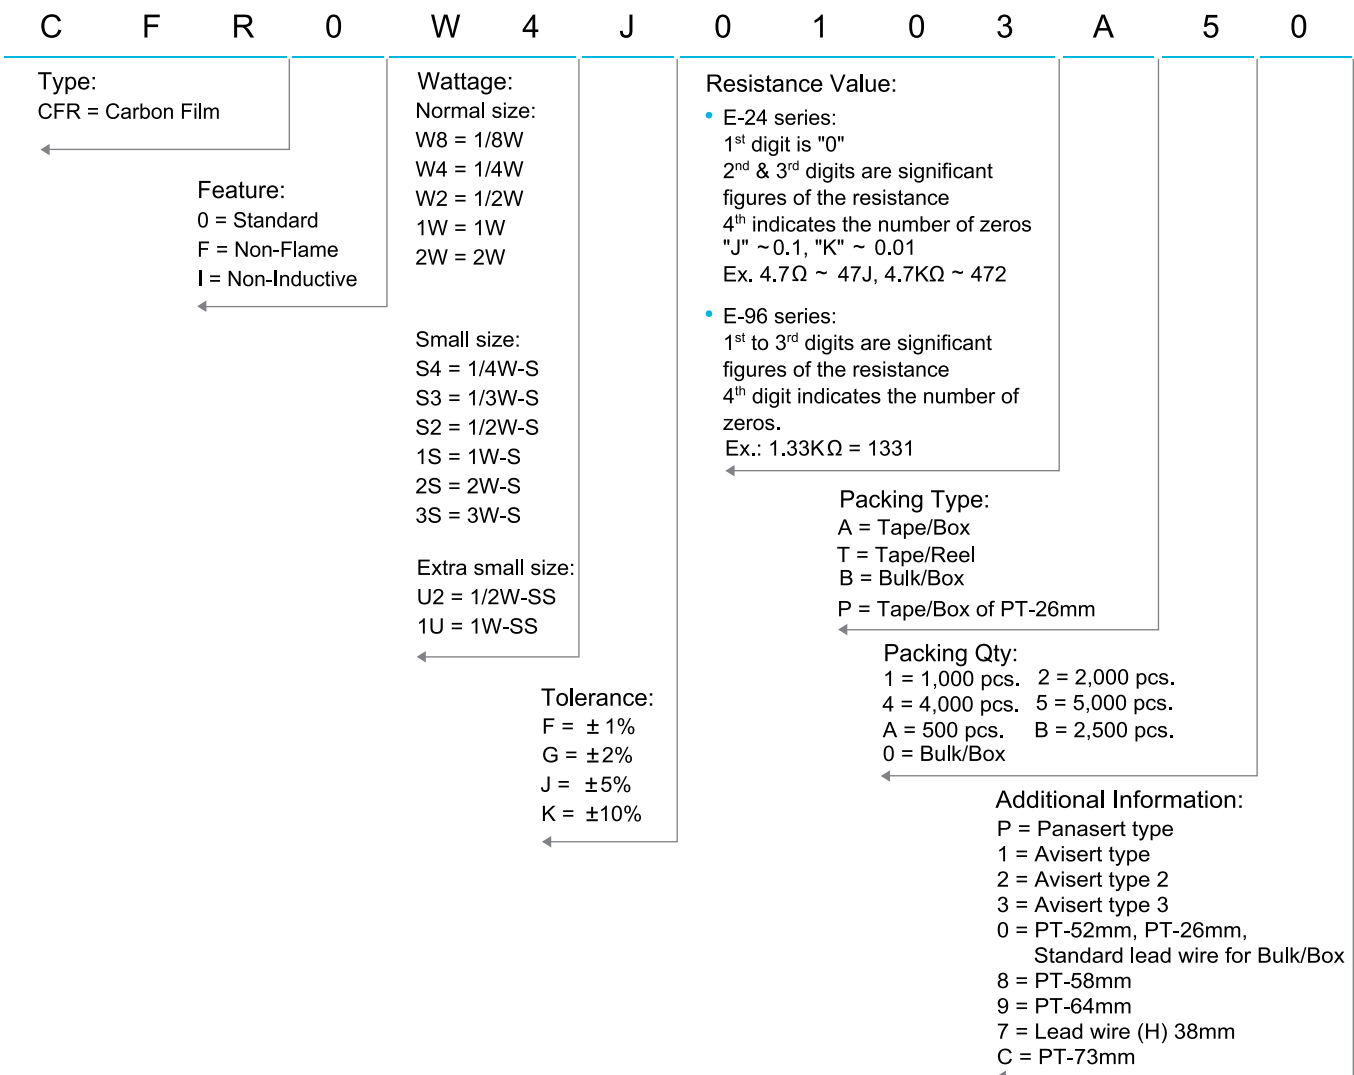 C F R 0 W 4 J 0 1 0 3 A 5 0
Type:
CFR = Carbon Film
Feature:
0 = Standard
F = Non-Flame
I = Non-Inductive
Wattage:
Normal size:
W8 = 1/8W
W4 = 1/4W
W2 = 1/2W
1W = 1W
2W = 2W
Small size:
S4 = 1/4W-S
S3 = 1/3W-S
S2 = 1/2W-S
1S = 1W-S
2S = 2W-S
3S = 3W-S
Extra small size:
U2 = 1/2W-SS
1U = 1W-SS
Tolerance:
F = ± 1%
G = ±2%
J = ±5%
K = ±10%
Resistance Value:
• E-24 series:
1st digit is "0"
2nd & 3rd digits are significant
figures of the resistance
4th indicates the number of zeros
"J" ~ 0.1, "K" ~ 0.01
Ex. 4.7Ω ~ 47J, 4.7KΩ ~ 472
• E-96 series:
1st to 3rd digits are significant
figures of the resistance
4th digit indicates the number of
zeros.
Ex.: 1.33KΩ = 1331
Packing Type:
A = Tape/Box
T = Tape/Reel
B = Bulk/Box
P = Tape/Box of PT-26mm
Packing Qty:
1 = 1,000 pcs. 2 = 2,000 pcs.
4 = 4,000 pcs. 5 = 5,000 pcs.
A = 500 pcs. B = 2,500 pcs.
0 = Bulk/Box
Additional Information:
P = Panasert type
1 = Avisert type
2 = Avisert type 2
3 = Avisert type 3
0 = PT-52mm, PT-26mm,
Standard lead wire for Bulk/Box
8 = PT-58mm
9 = PT-64mm
7 = Lead wire (H) 38mm
C = PT-73mm